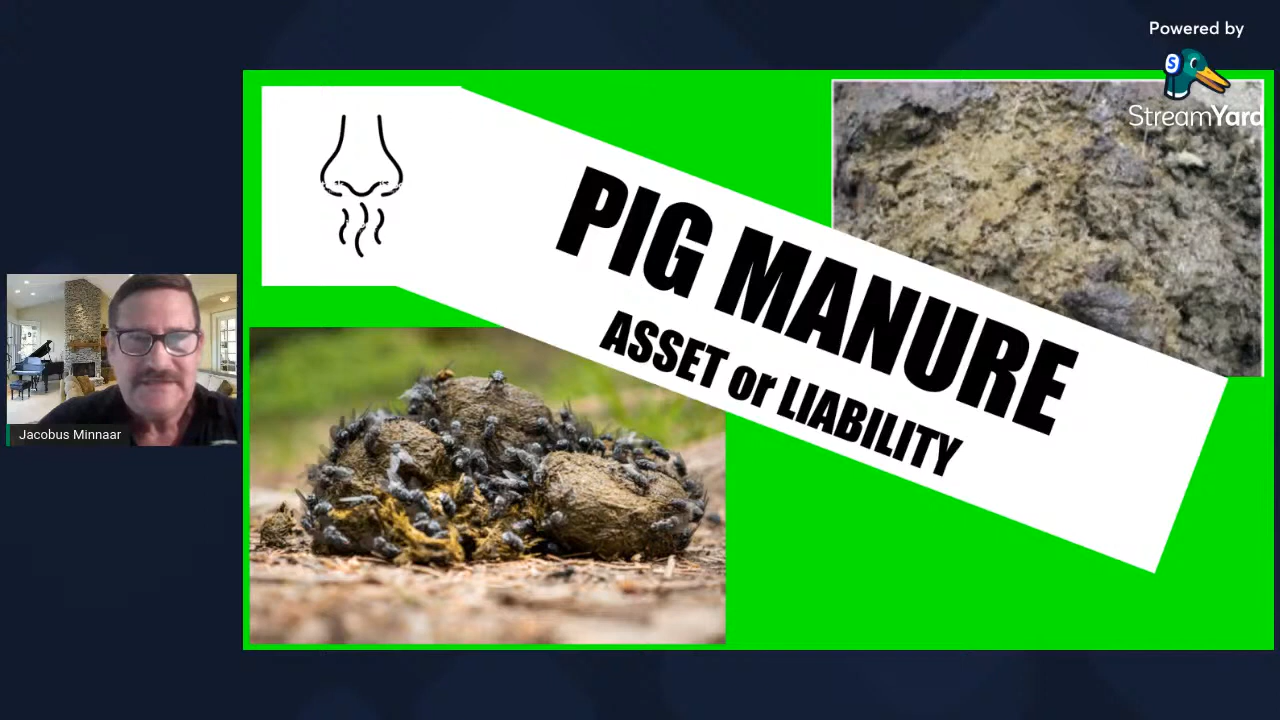 Powered by
S
StreamYard
PIG MANURE
ASSET or LIABILITY
Jacobus Minnaar